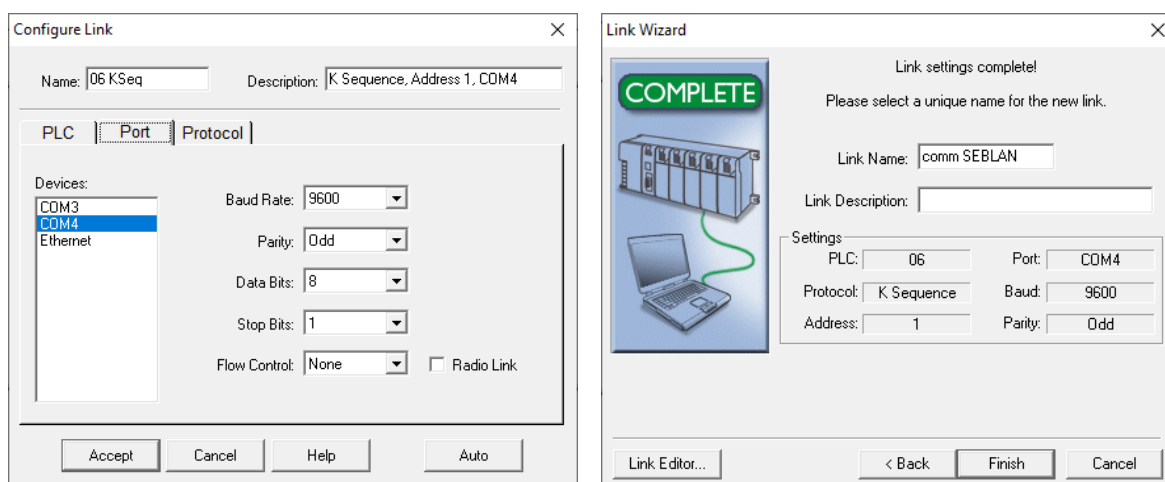 Configure Link
Name: 06 KSeq Description: K Sequence, Address 1, COM4
PLC Port Protocol
Devices:
COM3
COM4
Ethernet
Baud Rate: 9600
Parity: Odd
Data Bits: 8
Stop Bits: 1
Flow Control: None Radio Link
Accept Cancel Help Auto
Link Wizard
COMPLETE
Link settings complete!
Please select a unique name for the new link.
Link Name: comm SEBLAN
Link Description:
Settings
PLC: 06 Port: COM4
Protocol: K Sequence Baud: 9600
Address: 1 Parity: Odd
Link Editor... < Back Finish Cancel